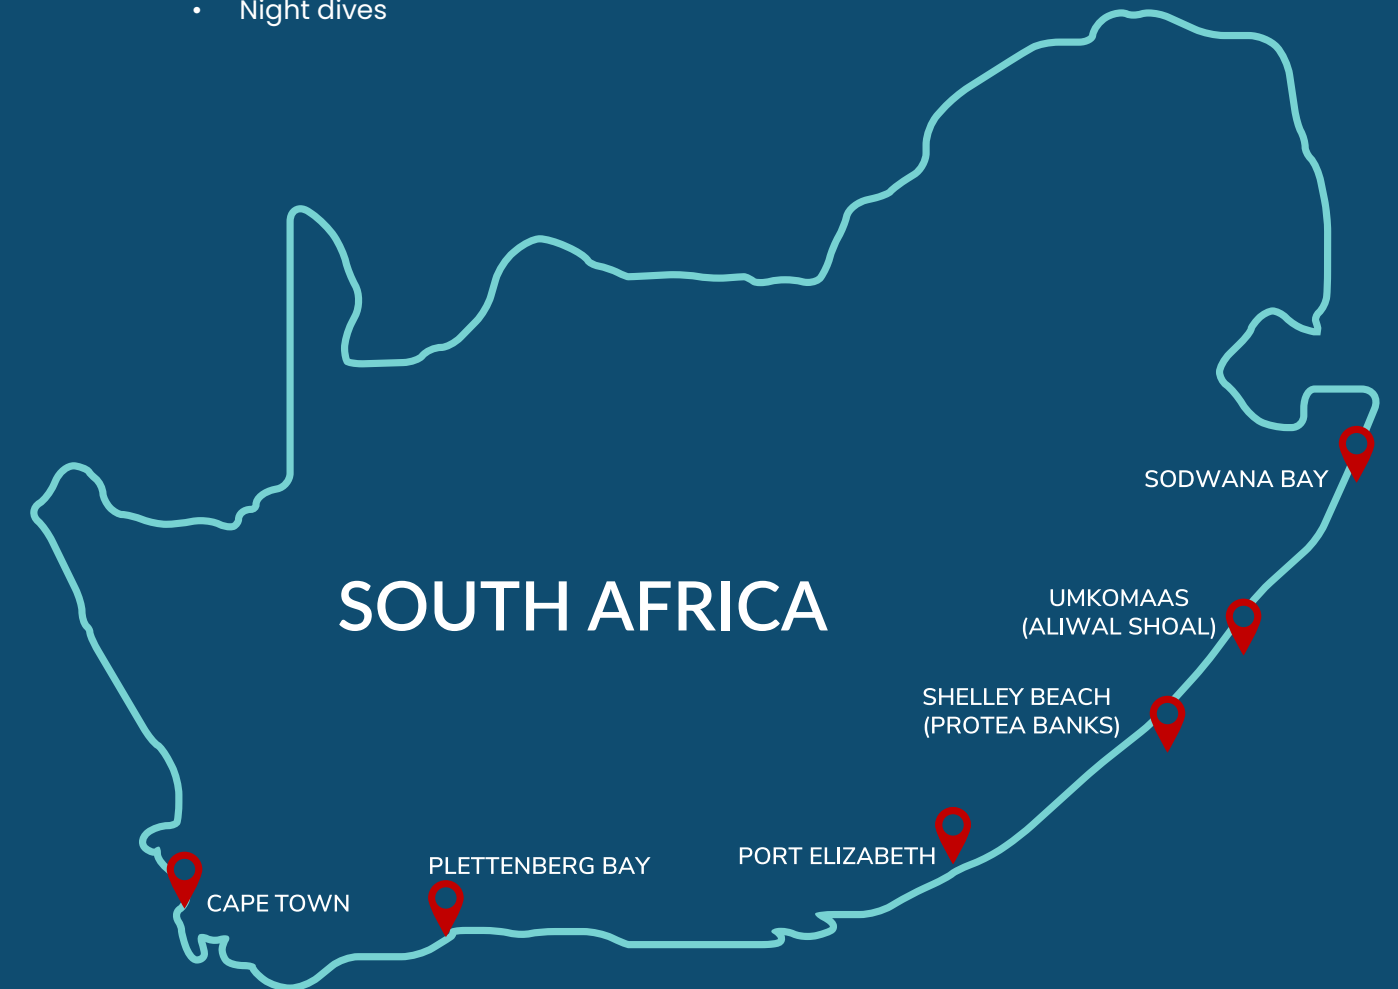 • Night dives
SODWANA BAY
SOUTH AFRICA
UMKOMAAS
(ALIWAL SHOAL)
SHELLEY BEACH
(PROTEA BANKS)
PORT ELIZABETH
PLETTENBERG BAY
CAPE TOWN